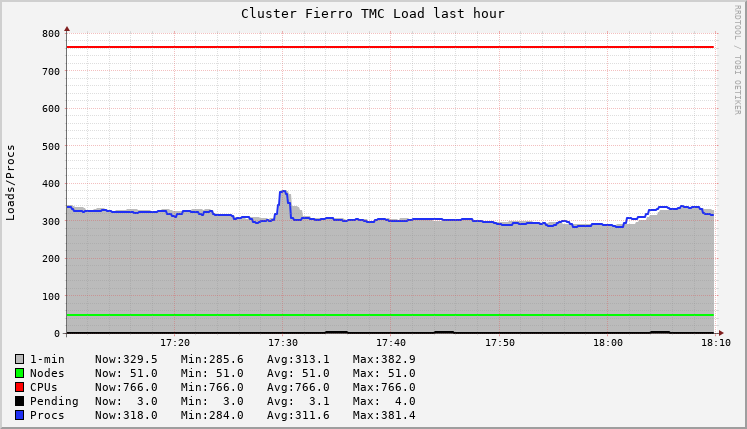 Cluster Fierro TMC Load last hour
RRDTOOL / TOBI OETIKER
Loads/Procs
800
700
600
500
400
300
200
100
0
17:20 17:30 17:40 17:50 18:00 18:10
1-min Now:329.5 Min:285.6 Avg:313.1 Max:382.9
Nodes Now: 51.0 Min: 51.0 Avg: 51.0 Max: 51.0
CPUs Now:766.0 Min:766.0 Avg:766.0 Max:766.0
Pending Now: 3.0 Min: 3.0 Avg: 3.1 Max: 4.0
Procs Now:318.0 Min:284.0 Avg:311.6 Max:381.4